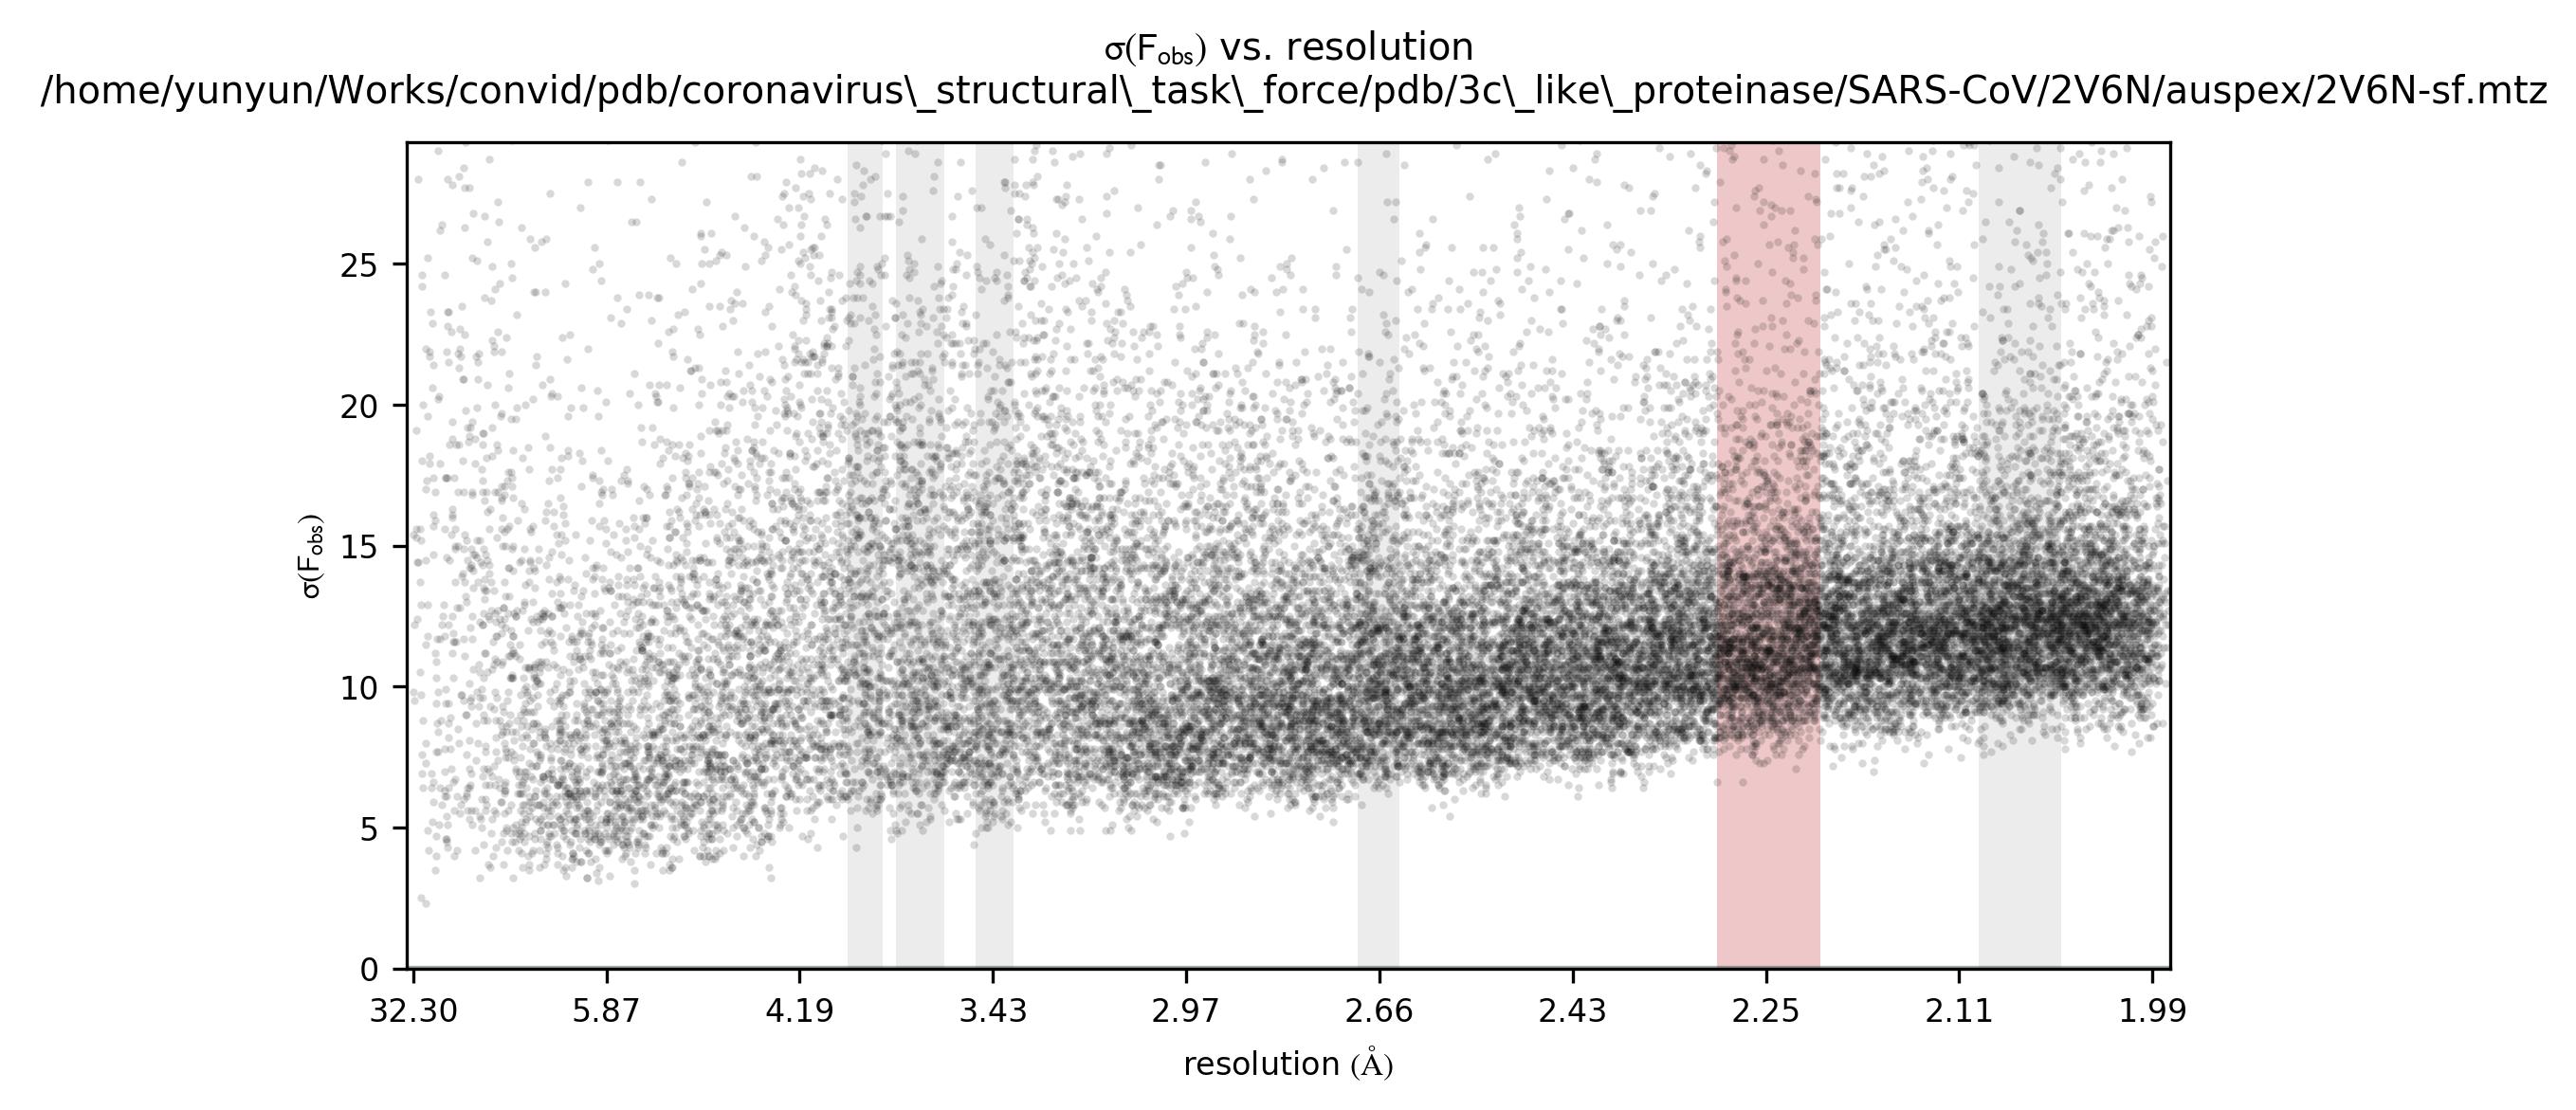 σ(Fobs) vs. resolution
/home/yunyun/Works/convid/pdb/coronavirus\_structural\_task\_force/pdb/3c\_like\_proteinase/SARS-CoV/2V6N/auspex/2V6N-sf.mtz
σ(Fobs)
25
20
15
10
5
0
32.30 5.87 4.19 3.43 2.97 2.66 2.43 2.25 2.11 1.99
resolution (Å)